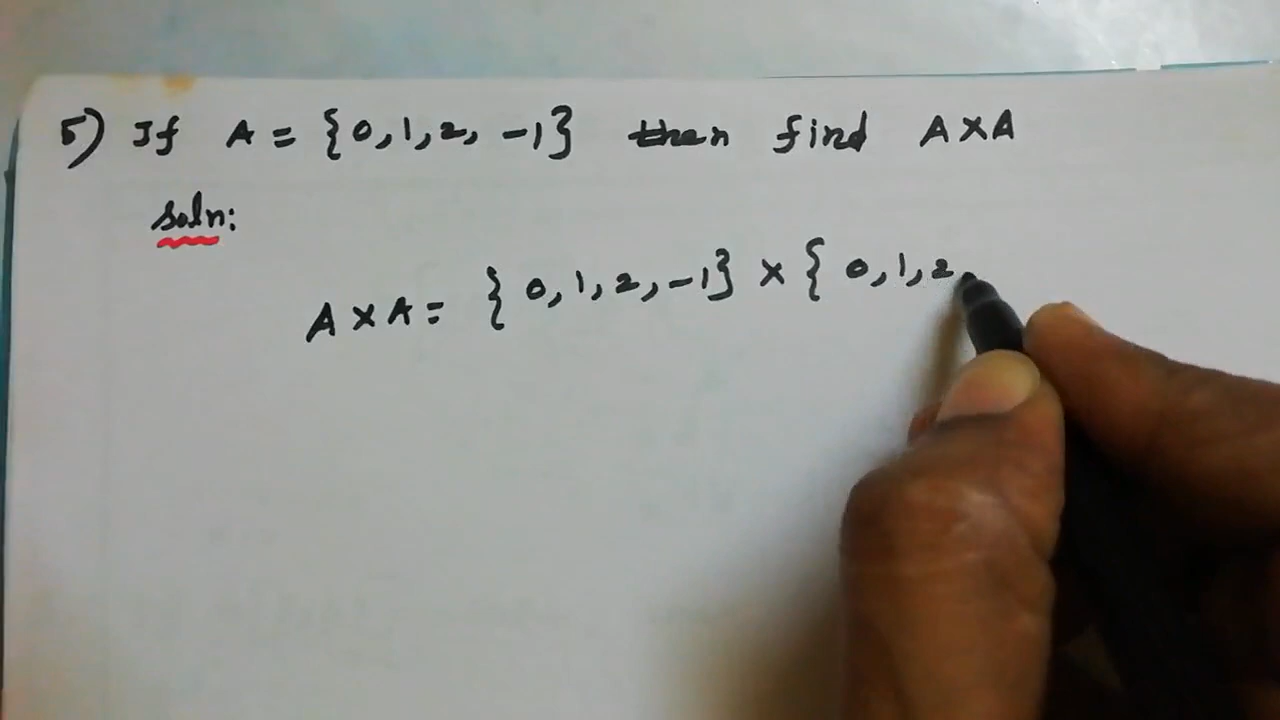 5) If A = {0,1,2, -1} then find A×A
Soln:
A × A = { 0,1,2,-1} × { 0,1,2,